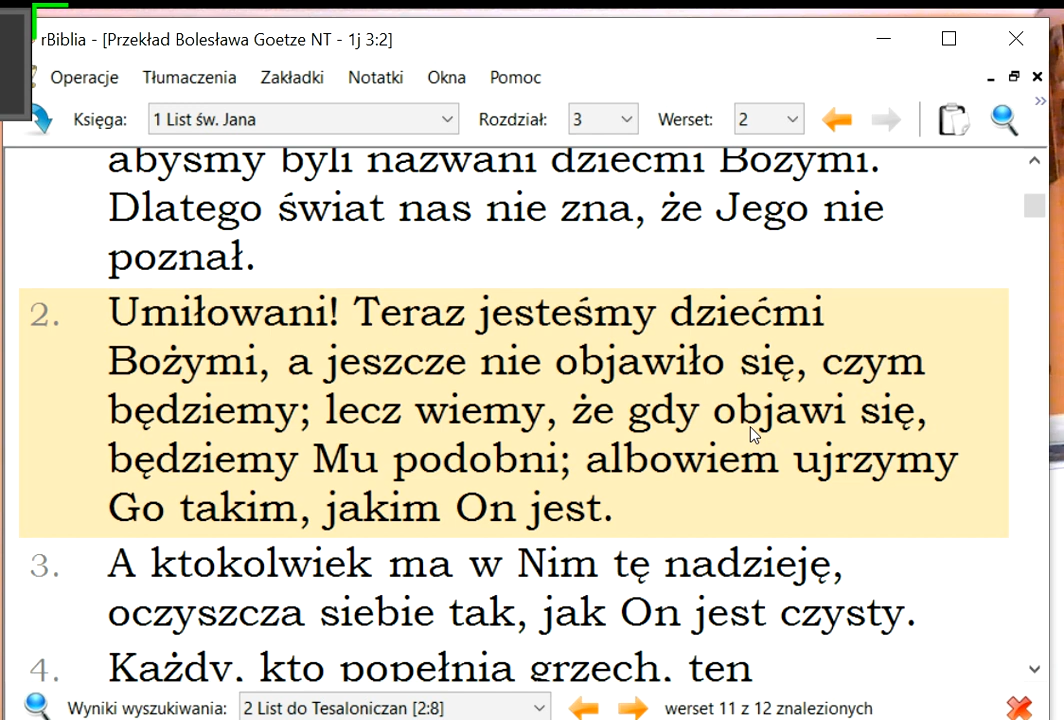 rBiblia - [Przekład Bolesława Goetze NT - 1j 3:2]
Operacje Tłumaczenia Zakładki Notatki Okna Pomoc
Księga: 1 List św. Jana Rozdział: 3 Werset: 2
abyśmy byli nazwani dziećmi Bożymi.
Dlatego świat nas nie zna, że Jego nie
poznał.
2. Umiłowani! Teraz jesteśmy dziećmi
Bożymi, a jeszcze nie objawiło się, czym
będziemy; lecz wiemy, że gdy objawi się,
będziemy Mu podobni; albowiem ujrzymy
Go takim, jakim On jest.
3. A ktokolwiek ma w Nim tę nadzieję,
oczyszcza siebie tak, jak On jest czysty.
4. Każdy, kto popełnia grzech, ten
Wyniki wyszukiwania: 2 List do Tesaloniczan [2:8] werset 11 z 12 znalezionych